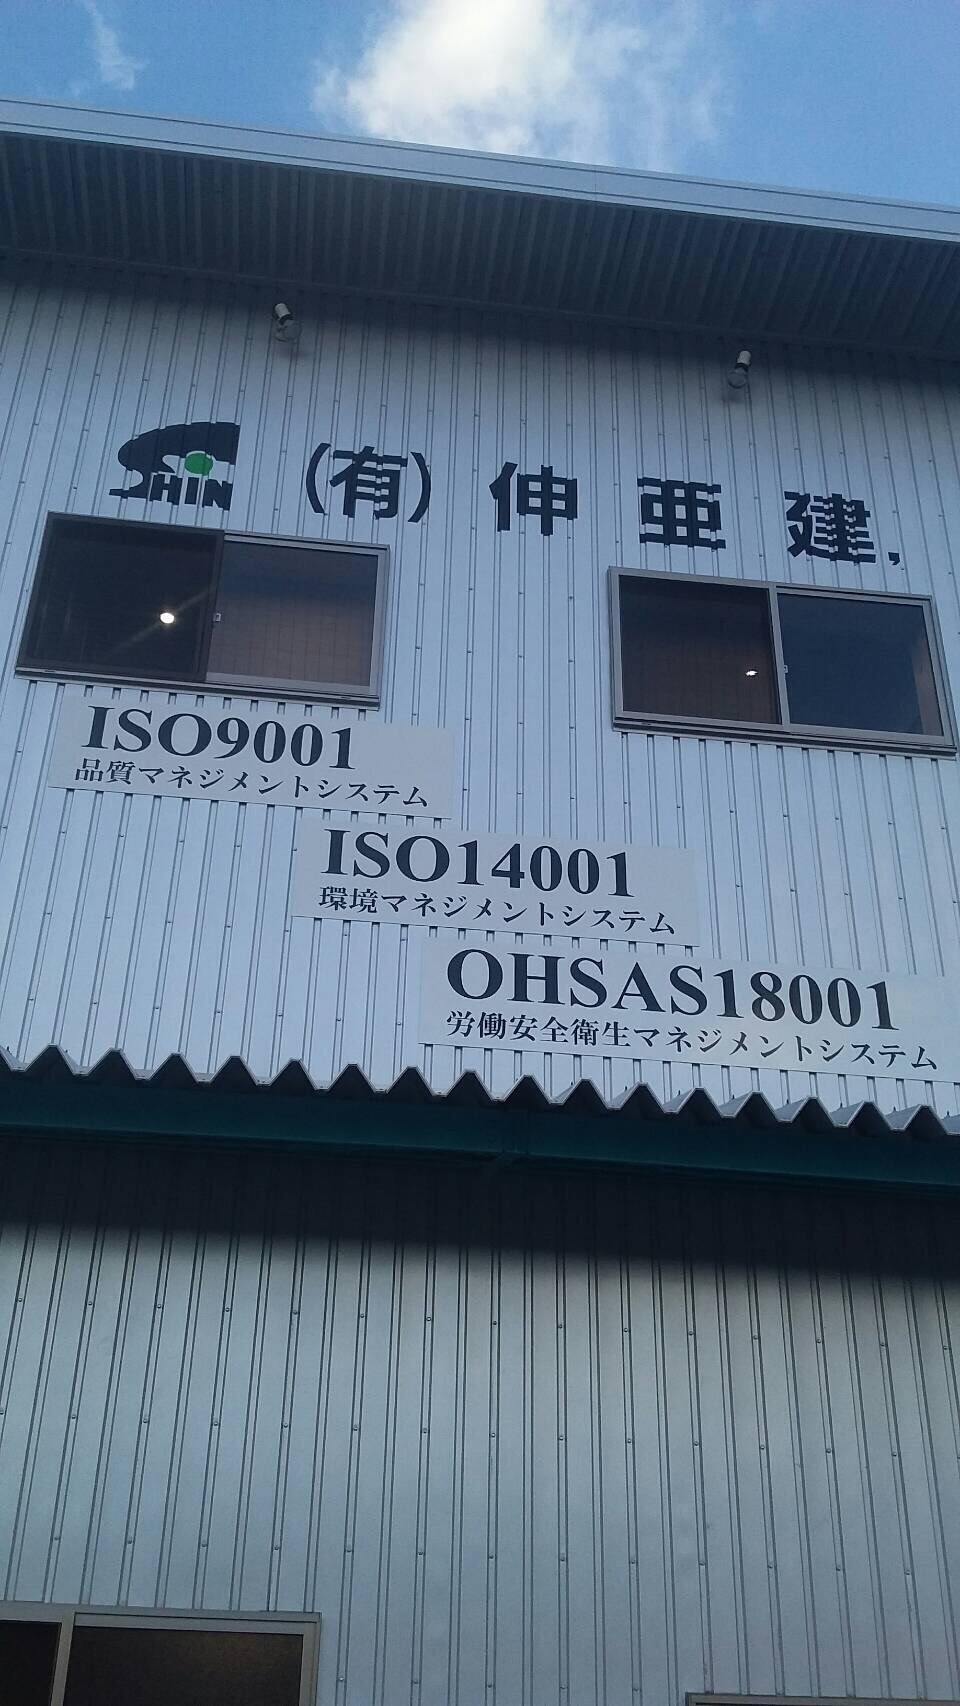 SHIN (有)伸亜建
ISO9001
品質マネジメントシステム
ISO14001
環境マネジメントシステム
OHSAS18001
労働安全衛生マネジメントシステム